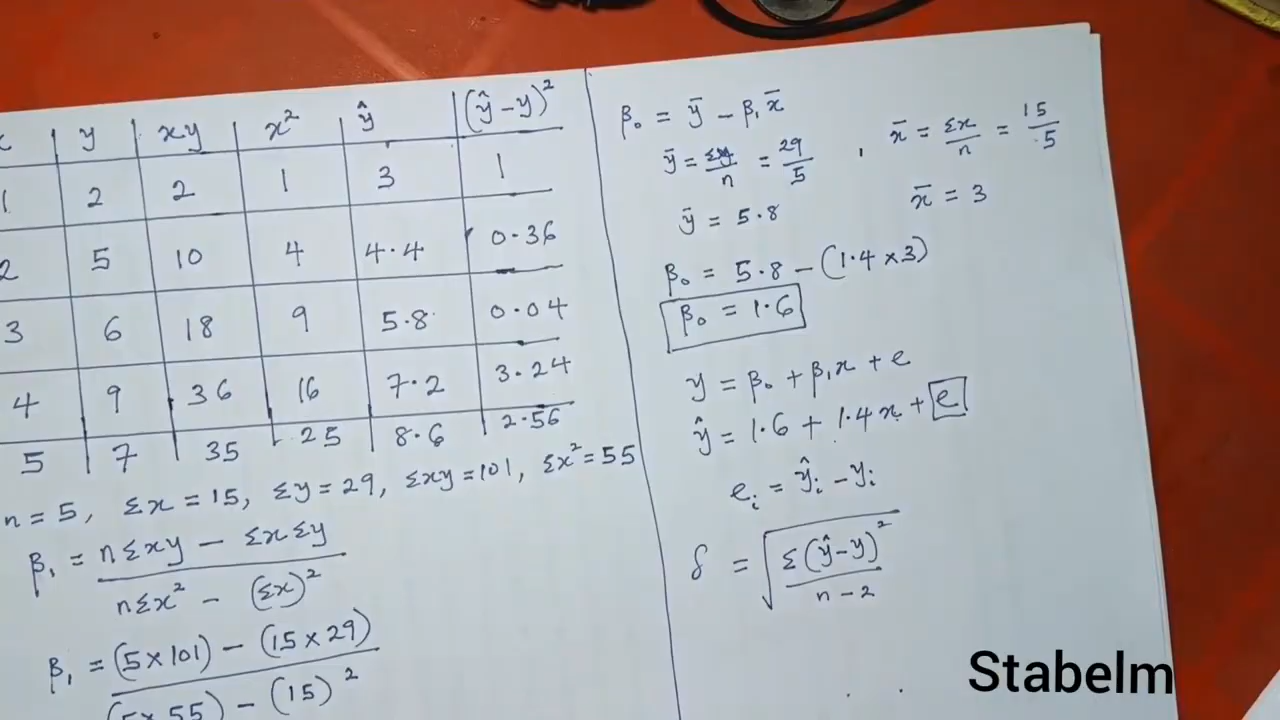 x y xy x² ŷ (ŷ-y)²
1 2 2 1 3 1
2 5 10 4 4.4 0.36
3 6 18 9 5.8 0.04
4 9 36 16 7.2 3.24
5 7 35 25 8.6 2.56
n = 5, Σx = 15, Σy = 29, Σxy = 101, Σx² = 55
β₁ = nΣxy - ΣxΣy
nΣx² - (Σx)²
β₁ = (5×101) - (15×29)
(5×55) - (15)²
β₀ = ȳ - β₁x̄
ȳ = Σy/n = 29/5 , x̄ = Σx/n = 15/5
ȳ = 5.8 x̄ = 3
β₀ = 5.8 - (1.4×3)
β₀ = 1.6
y = β₀ + β₁x + e
ŷ = 1.6 + 1.4x + e
eᵢ = ŷᵢ - yᵢ
δ = √(Σ(ŷ-y)²
n-2
Stabelm